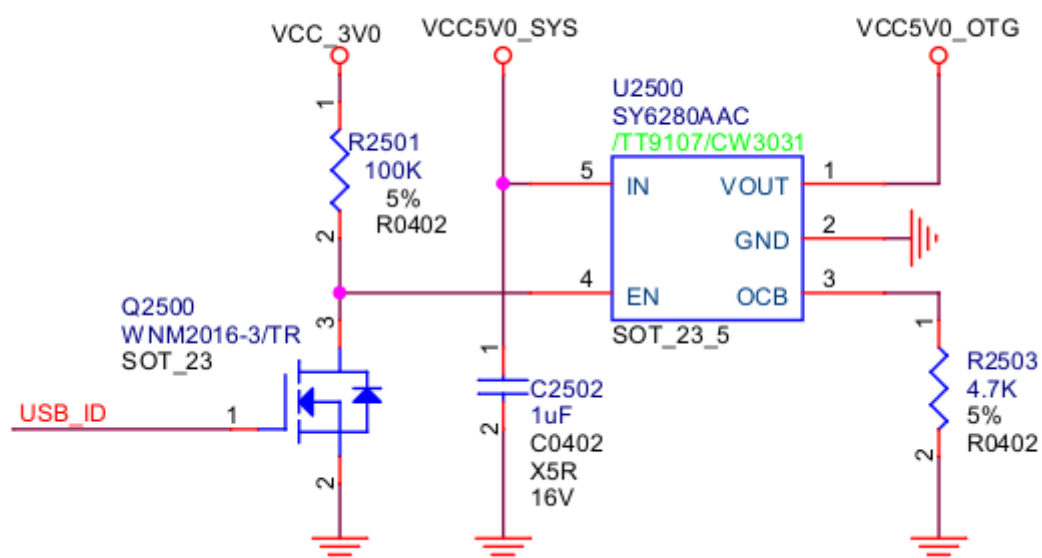 VCC_3V0
VCC5V0_SYS
VCC5V0_OTG
U2500
SY6280AAC
/TT9107/CW3031
1
R2501
100K
5%
R0402
2
5
IN
VOUT
1
GND
2
4
EN
OCB
3
SOT_23_5
Q2500
WNM2016-3/TR
SOT_23
3
USB_ID
1
2
1
C2502
1uF
C0402
X5R
16V
2
1
R2503
4.7K
5%
R0402
2